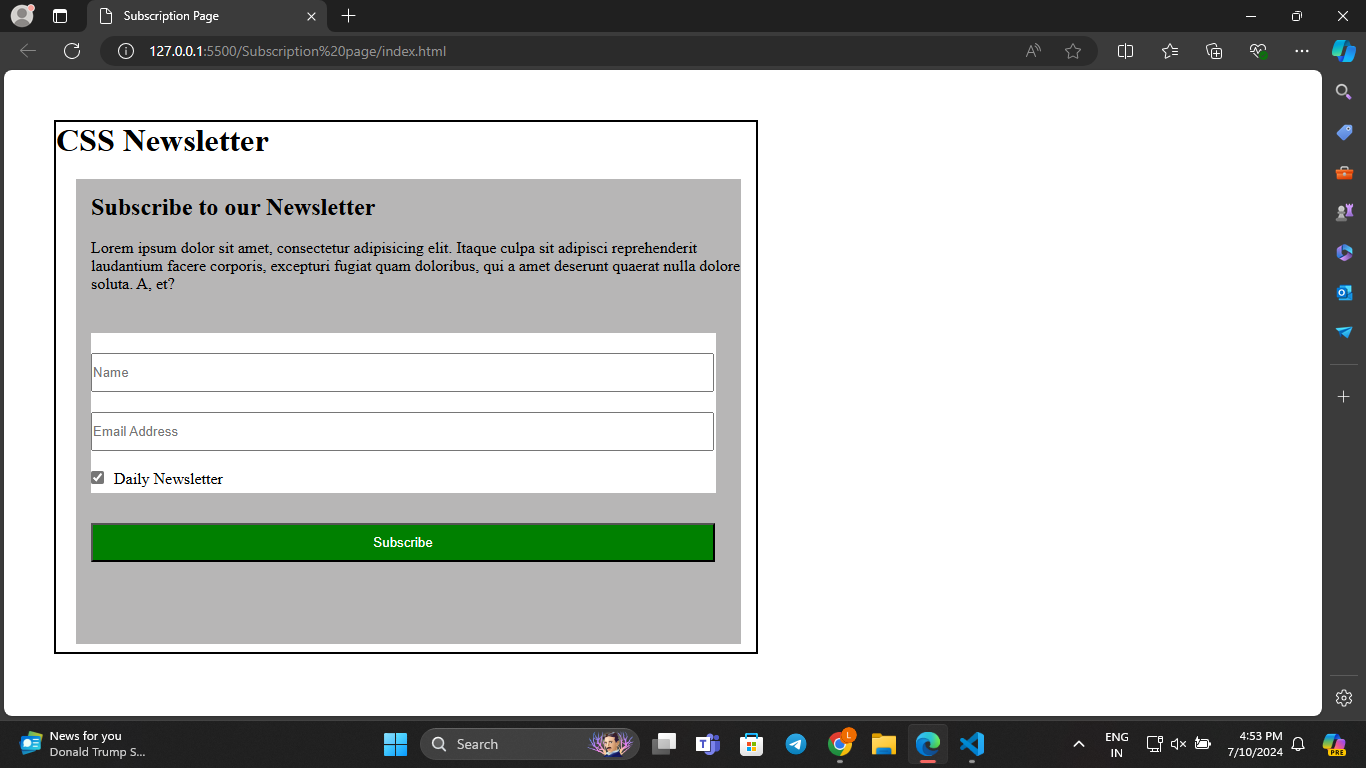 Subscription Page
127.0.0.1:5500/Subscription%20page/index.html
CSS Newsletter
Subscribe to our Newsletter
Lorem ipsum dolor sit amet, consectetur adipisicing elit. Itaque culpa sit adipisci reprehenderit
laudantium facere corporis, excepturi fugiat quam doloribus, qui a amet deserunt quaerat nulla dolore
soluta. A, et?
Name
Email Address
Daily Newsletter
Subscribe
News for you
Donald Trump S...
Search
L
ENG
IN
4:53 PM
7/10/2024
PRE